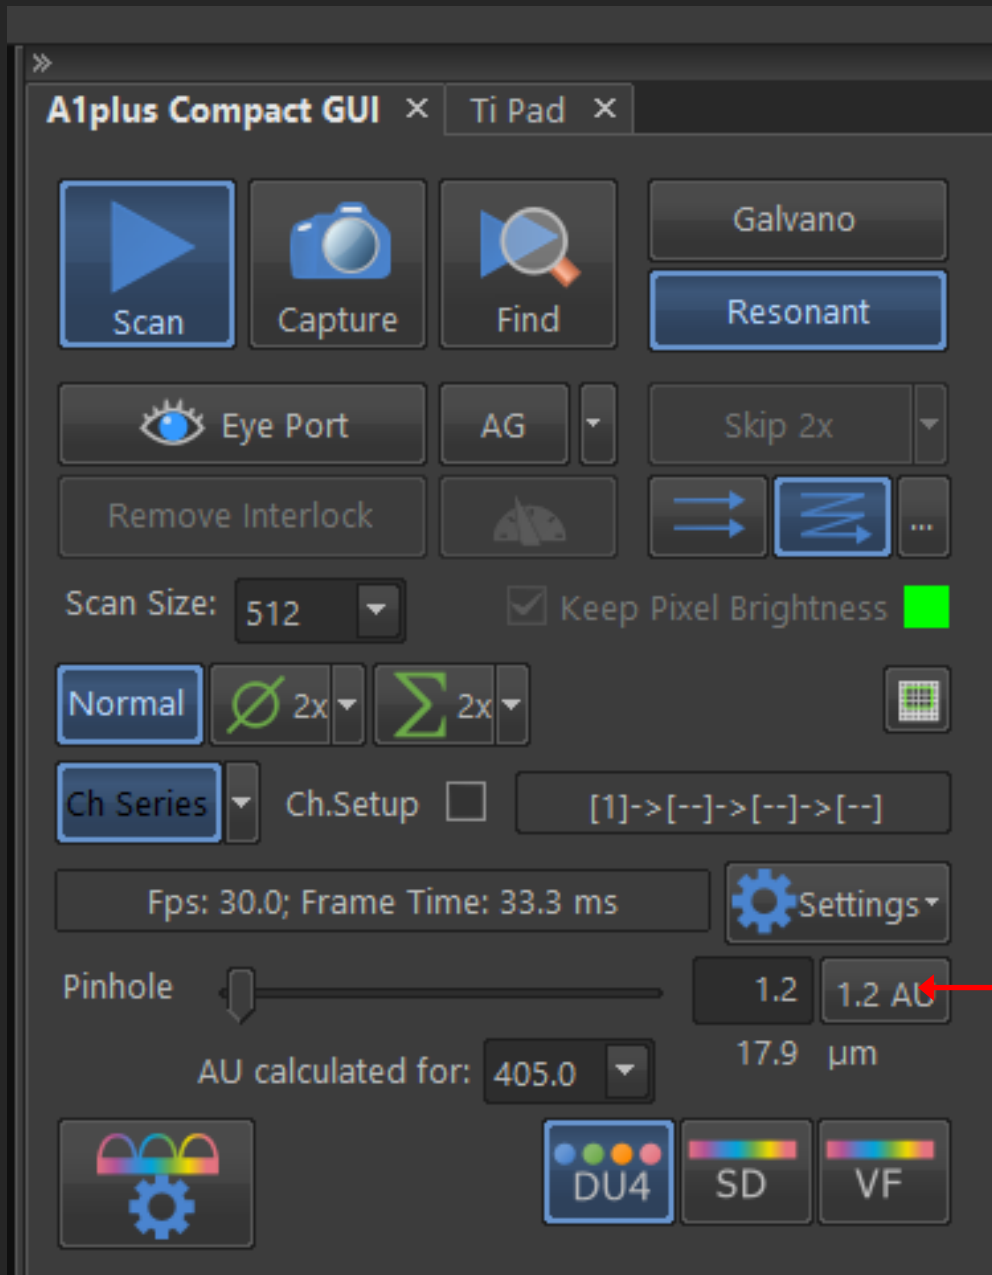 »
A1plus Compact GUI × Ti Pad ×
Scan
Capture
Find
Galvano
Resonant
Eye Port
AG
Skip 2x
Remove Interlock
...
Scan Size: 512
Keep Pixel Brightness
Normal
2x
Σ 2x
Ch Series
Ch.Setup
[1]->[--]->[--]->[--]
Fps: 30.0; Frame Time: 33.3 ms
Settings
Pinhole
1.2
1.2 AU
17.9 µm
AU calculated for: 405.0
DU4
SD
VF